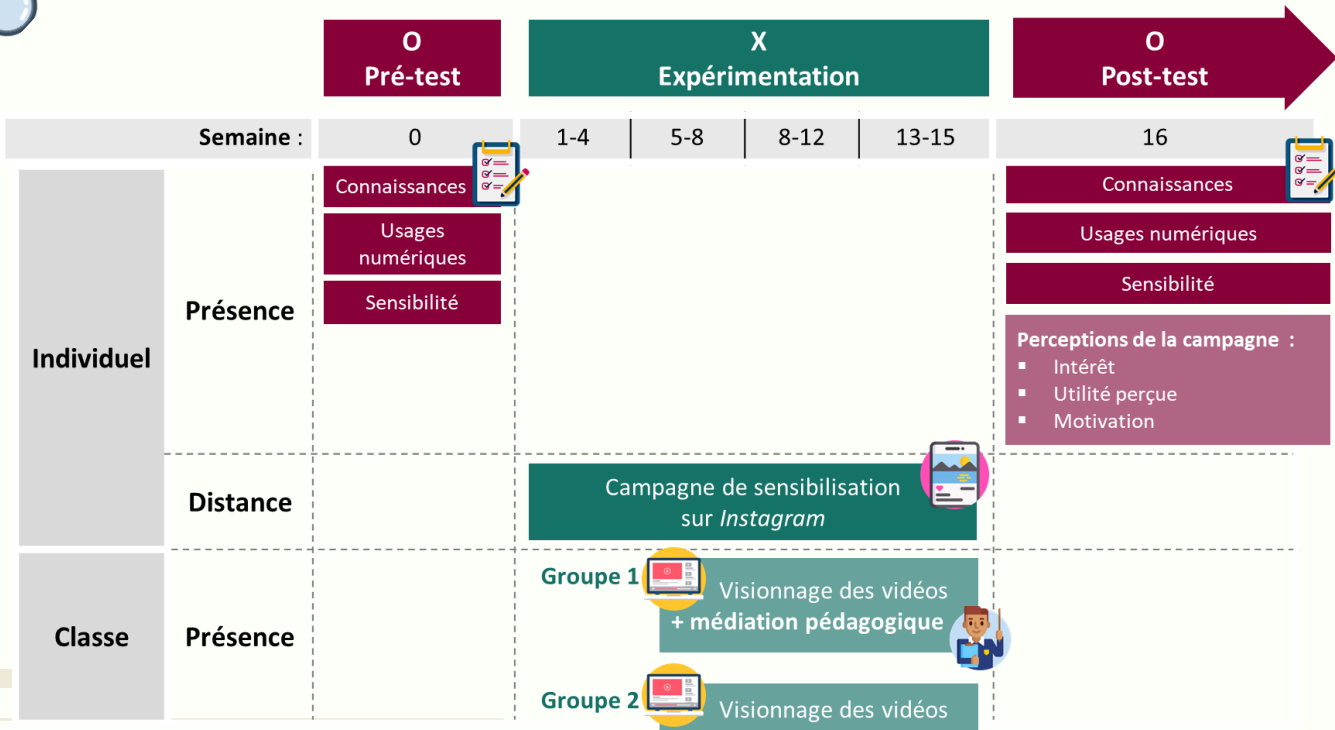 O
Pré-test
X
Expérimentation
O
Post-test
Semaine :
0
1-4
5-8
8-12
13-15
16
Individuel
Présence
Connaissances
Usages
numériques
Sensibilité
Connaissances
Usages numériques
Sensibilité
Perceptions de la campagne :
▪ Intérêt
▪ Utilité perçue
▪ Motivation
Distance
Campagne de sensibilisation
sur Instagram
Classe
Présence
Groupe 1
Visionnage des vidéos
+ médiation pédagogique
Groupe 2
Visionnage des vidéos